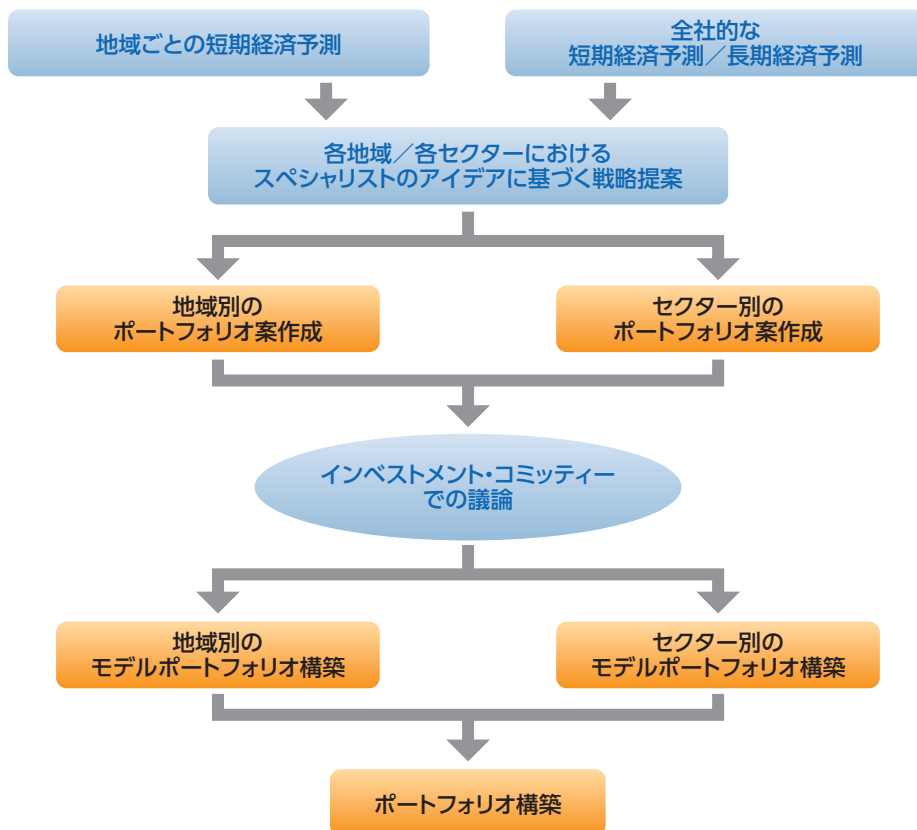 地域ごとの短期経済予測
全社的な
短期経済予測／長期経済予測
各地域／各セクターにおける
スペシャリストのアイデアに基づく戦略提案
地域別の
ポートフォリオ案作成
セクター別の
ポートフォリオ案作成
インベストメント・コミッティー
での議論
地域別の
モデルポートフォリオ構築
セクター別の
モデルポートフォリオ構築
ポートフォリオ構築